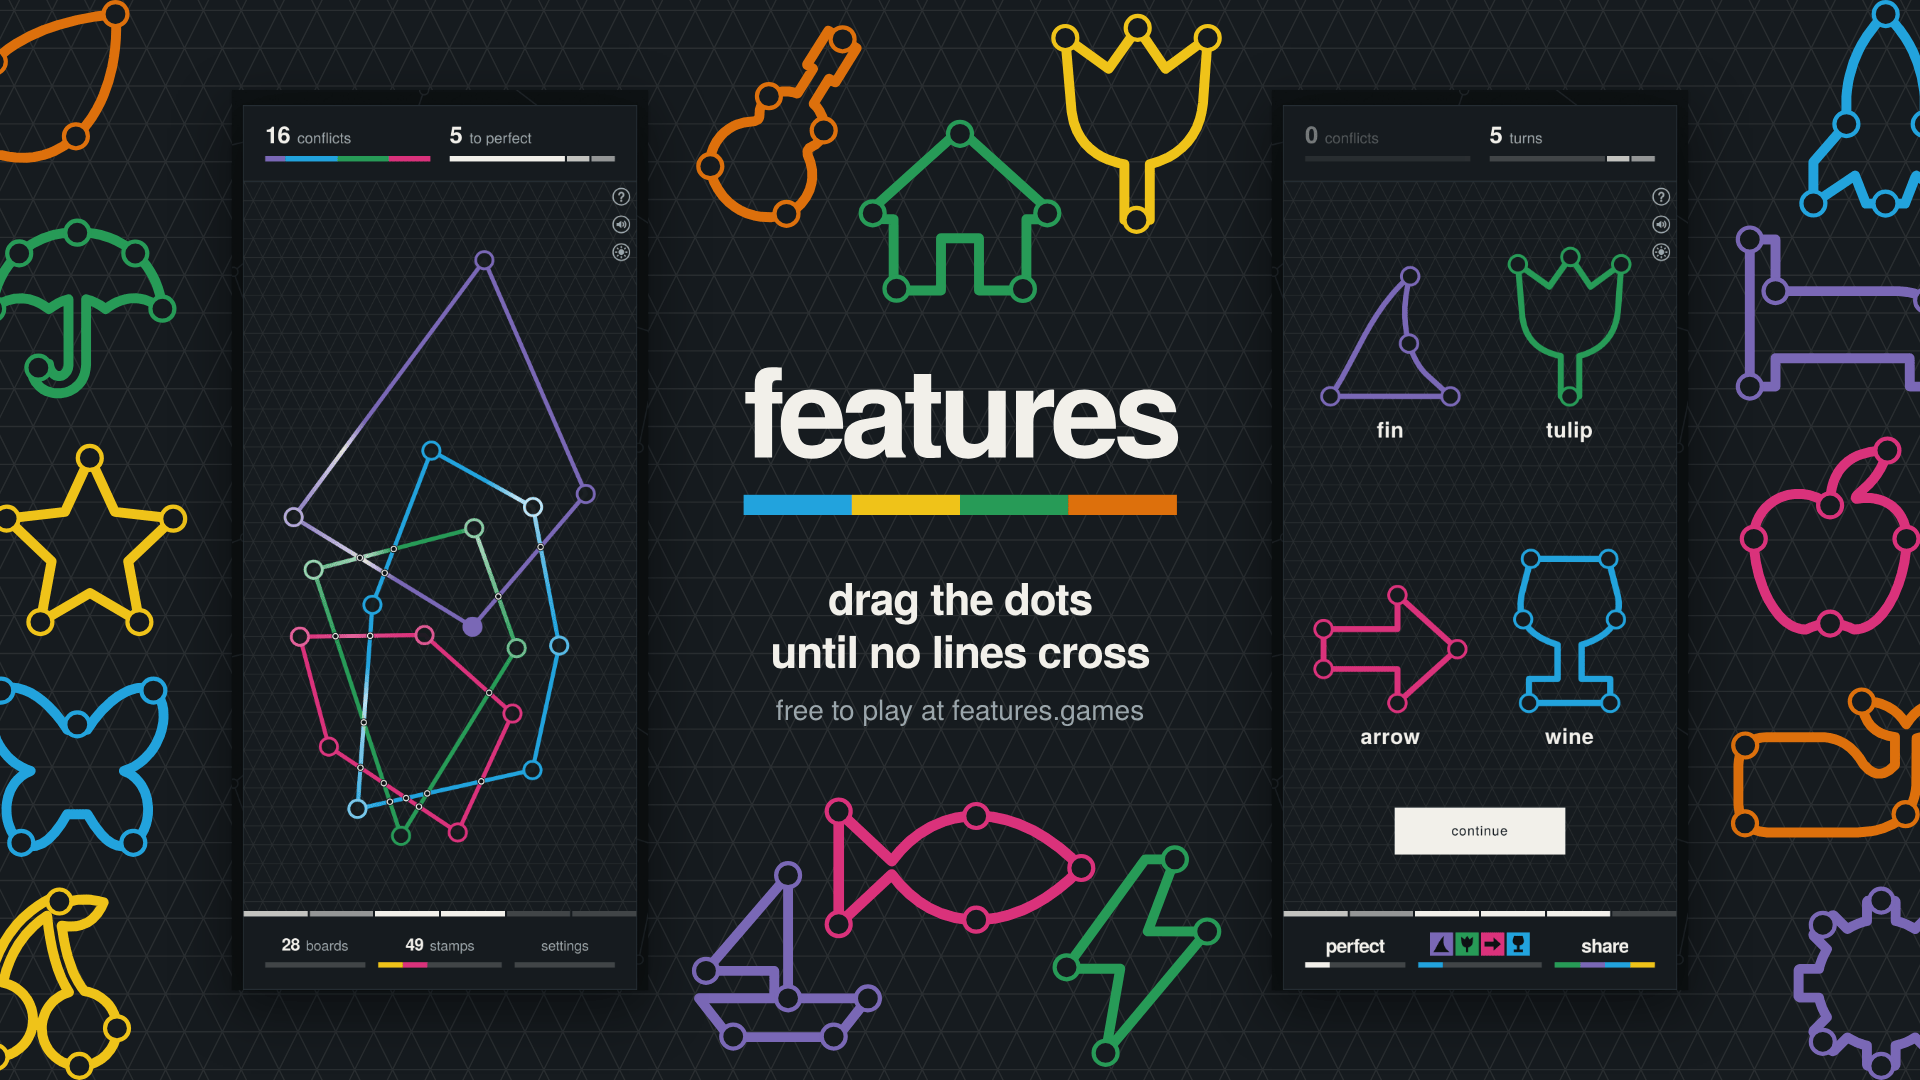 16 conflicts
5 to perfect
?
28 boards
49 stamps
settings
features
drag the dots
until no lines cross
free to play at features.games
0 conflicts
5 turns
?
fin
tulip
arrow
wine
continue
perfect
share